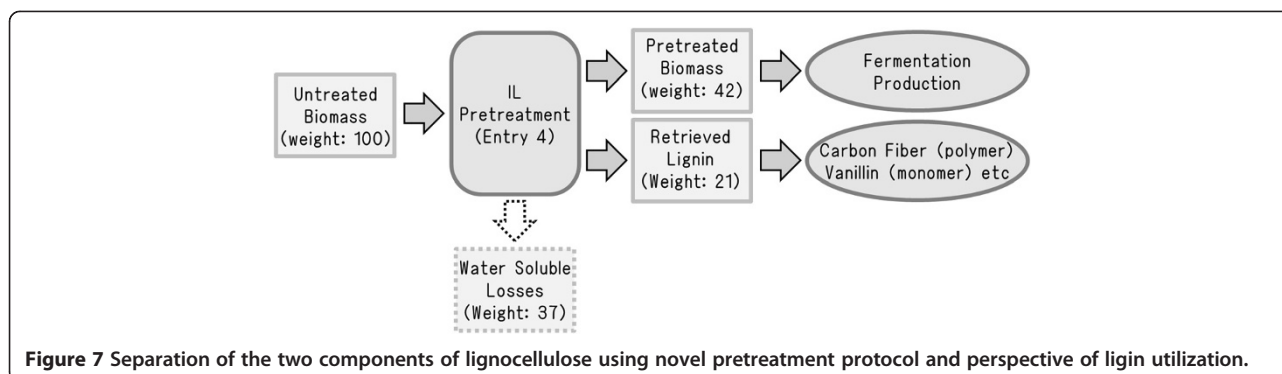 Untreated
Biomass
(weight: 100)
IL
Pretreatment
(Entry 4)
Pretreated
Biomass
(weight: 42)
Fermentation
Production
Retrieved
Lignin
(Weight: 21)
Carbon Fiber (polymer)
Vanillin (monomer) etc
Water Soluble
Losses
(Weight: 37)
Figure 7 Separation of the two components of lignocellulose using novel pretreatment protocol and perspective of ligin utilization.